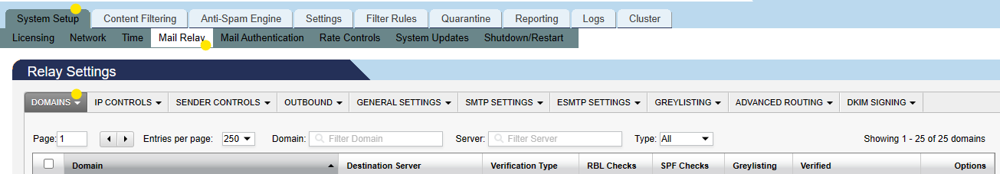 System Setup Content Filtering Anti-Spam Engine Settings Filter Rules Quarantine Reporting Logs Cluster
Licensing Network Time Mail Relay Mail Authentication Rate Controls System Updates Shutdown/Restart
Relay Settings
DOMAINS IP CONTROLS SENDER CONTROLS OUTBOUND GENERAL SETTINGS SMTP SETTINGS ESMTP SETTINGS GREYLISTING ADVANCED ROUTING DKIM SIGNING
Page: 1 Entries per page: 250 Domain: Filter Domain Server: Filter Server Type: All Showing 1 - 25 of 25 domains
Domain Destination Server Verification Type RBL Checks SPF Checks Greylisting Verified Options